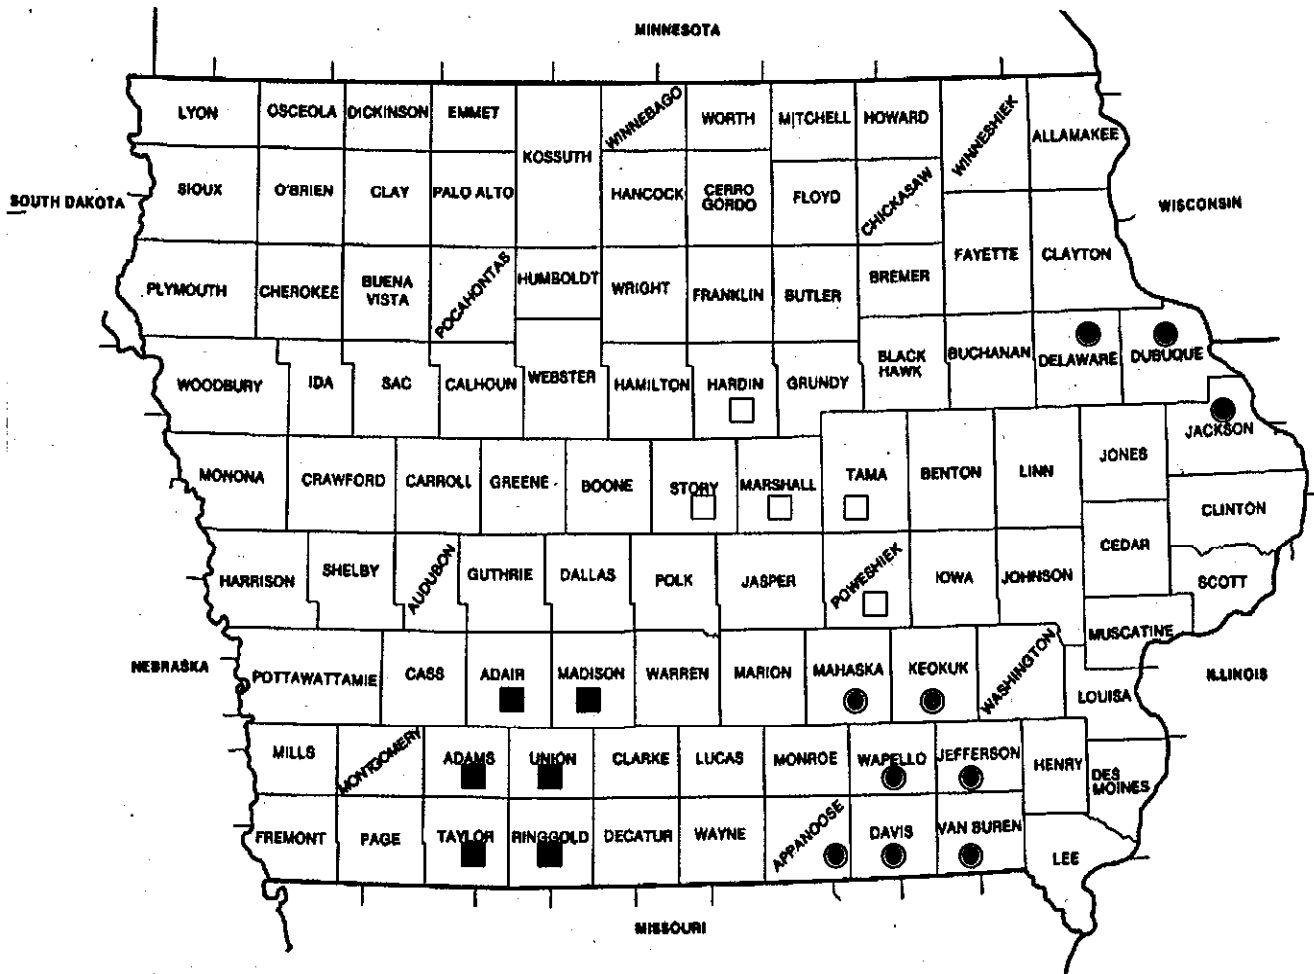 MINNESOTA
LYON OSCEOLA DICKINSON EMMET WINNEBAGO WORTH MITCHELL HOWARD WINNESHIEK ALLAMAKEE
KOSSUTH
SOUTH DAKOTA SIOUX O'BRIEN CLAY PALO ALTO HANCOCK CERRO GORDO FLOYD CHICKASAW WISCONSIN
FAYETTE CLAYTON
PLYMOUTH CHEROKEE BUENA VISTA POCAHONTAS HUMBOLDT WRIGHT FRANKLIN BUTLER BREMER
WOODBURY IDA SAC CALHOUN WEBSTER HAMILTON HARDIN GRUNDY BLACK HAWK BUCHANAN DELAWARE DUBUQUE
JACKSON
MONONA CRAWFORD CARROLL GREENE BOONE STORY MARSHALL TAMA BENTON LINN JONES
CLINTON
HARRISON SHELBY AUDUBON GUTHRIE DALLAS POLK JASPER POWESHIEK IOWA JOHNSON CEDAR SCOTT
MUSCATINE
NEBRASKA POTTAWATTAMIE CASS ADAIR MADISON WARREN MARION MAHASKA KEOKUK WASHINGTON LOUISA ILLINOIS
MILLS MONTGOMERY ADAMS UNION CLARKE LUCAS MONROE WAPELLO JEFFERSON HENRY DES MOINES
FREMONT PAGE TAYLOR RINGGOLD DECATUR WAYNE APPANOOSE DAVIS VAN BUREN LEE
MISSOURI